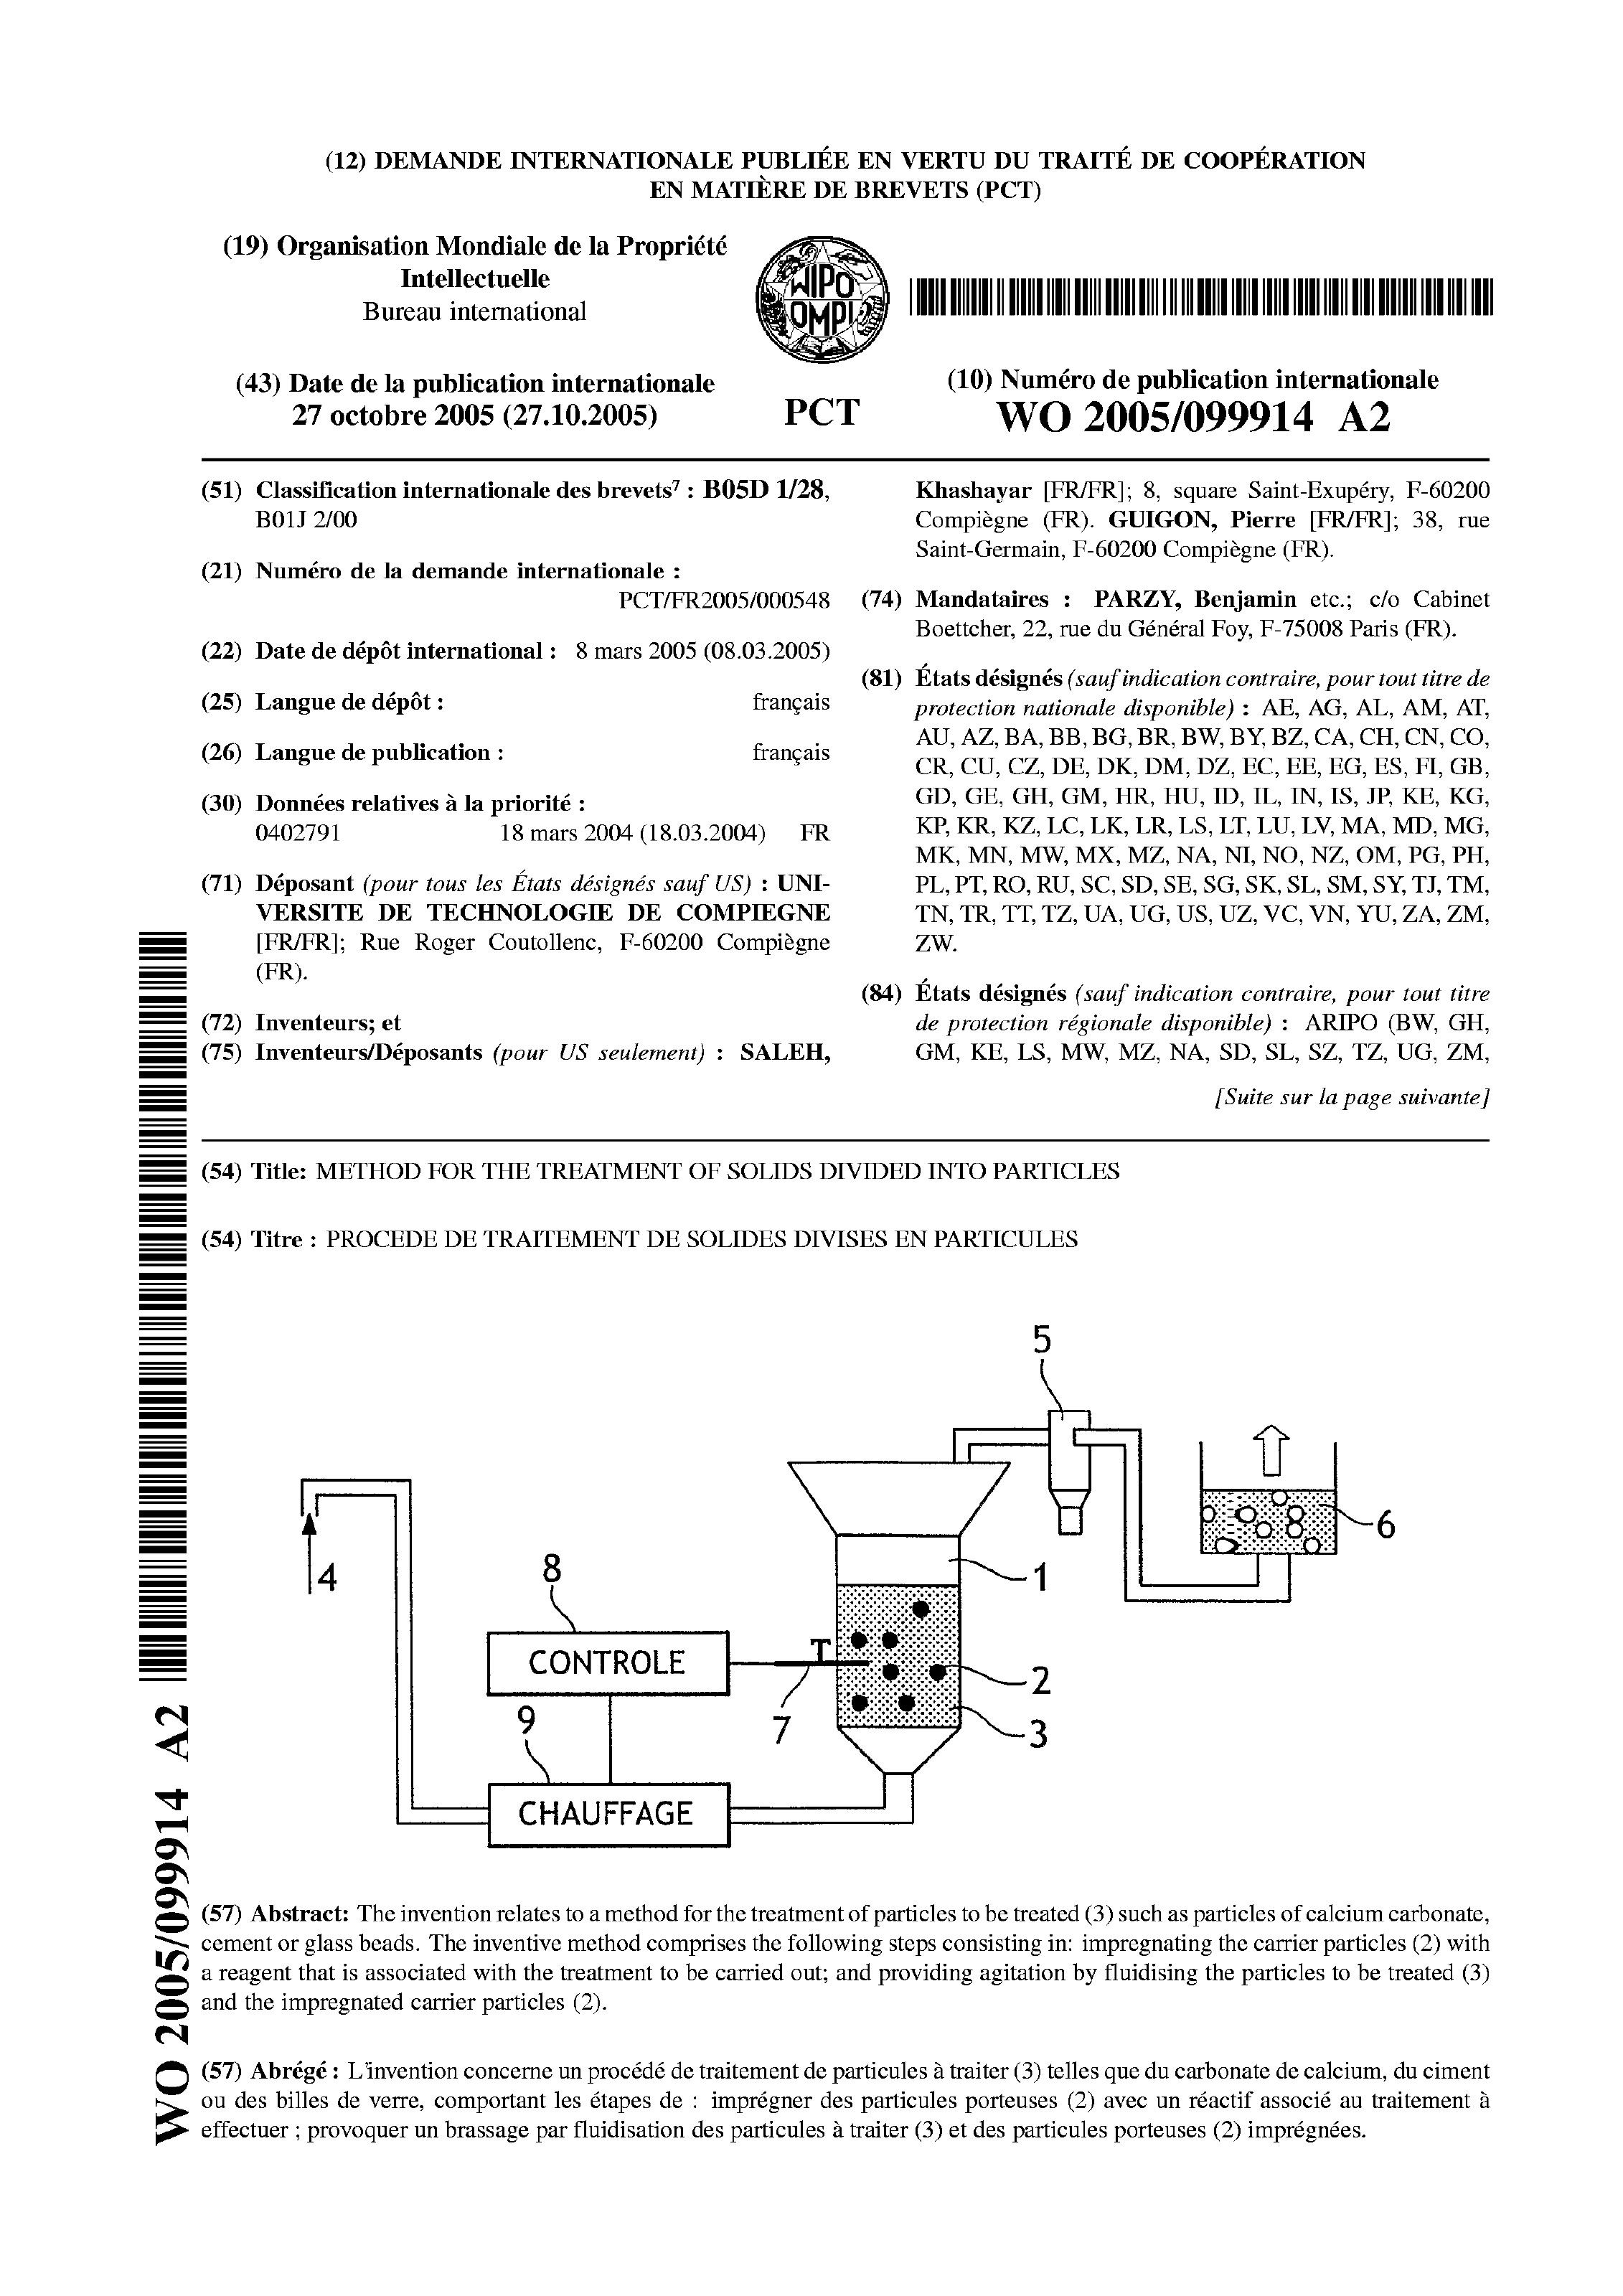 (12) DEMANDE INTERNATIONALE PUBLIÉE EN VERTU DU TRAITÉ DE COOPÉRATION
EN MATIÈRE DE BREVETS (PCT)
(19) Organisation Mondiale de la Propriété
Intellectuelle
Bureau international
WIPO
OMPI
(43) Date de la publication internationale
27 octobre 2005 (27.10.2005)
PCT
(10) Numéro de publication internationale
WO 2005/099914 A2
(51) Classification internationale des brevets⁷ : B05D 1/28,
B01J 2/00
(21) Numéro de la demande internationale :
PCT/FR2005/000548
(22) Date de dépôt international : 8 mars 2005 (08.03.2005)
(25) Langue de dépôt : français
(26) Langue de publication : français
(30) Données relatives à la priorité :
0402791 18 mars 2004 (18.03.2004) FR
(71) Déposant (pour tous les États désignés sauf US) : UNI-
VERSITE DE TECHNOLOGIE DE COMPIEGNE
[FR/FR]; Rue Roger Coutollenc, F-60200 Compiègne
(FR).
(72) Inventeurs; et
(75) Inventeurs/Déposants (pour US seulement) : SALEH,
Khashayar [FR/FR]; 8, square Saint-Exupéry, F-60200
Compiègne (FR). GUIGON, Pierre [FR/FR]; 38, rue
Saint-Germain, F-60200 Compiègne (FR).
(74) Mandataires : PARZY, Benjamin etc.; c/o Cabinet
Boettcher, 22, rue du Général Foy, F-75008 Paris (FR).
(81) États désignés (sauf indication contraire, pour tout titre de
protection nationale disponible) : AE, AG, AL, AM, AT,
AU, AZ, BA, BB, BG, BR, BW, BY, BZ, CA, CH, CN, CO,
CR, CU, CZ, DE, DK, DM, DZ, EC, EE, EG, ES, FI, GB,
GD, GE, GH, GM, HR, HU, ID, IL, IN, IS, JP, KE, KG,
KP, KR, KZ, LC, LK, LR, LS, LT, LU, LV, MA, MD, MG,
MK, MN, MW, MX, MZ, NA, NI, NO, NZ, OM, PG, PH,
PL, PT, RO, RU, SC, SD, SE, SG, SK, SL, SM, SY, TJ, TM,
TN, TR, TT, TZ, UA, UG, US, UZ, VC, VN, YU, ZA, ZM,
ZW.
(84) États désignés (sauf indication contraire, pour tout titre
de protection régionale disponible) : ARIPO (BW, GH,
GM, KE, LS, MW, MZ, NA, SD, SL, SZ, TZ, UG, ZM,
[Suite sur la page suivante]
(54) Title: METHOD FOR THE TREATMENT OF SOLIDS DIVIDED INTO PARTICLES
(54) Titre : PROCEDE DE TRAITEMENT DE SOLIDES DIVISES EN PARTICULES
5
6
4
8
1
CONTROLE
T
2
9
7
3
CHAUFFAGE
(57) Abstract: The invention relates to a method for the treatment of particles to be treated (3) such as particles of calcium carbonate,
cement or glass beads. The inventive method comprises the following steps consisting in: impregnating the carrier particles (2) with
a reagent that is associated with the treatment to be carried out; and providing agitation by fluidising the particles to be treated (3)
and the impregnated carrier particles (2).
(57) Abrégé : L'invention concerne un procédé de traitement de particules à traiter (3) telles que du carbonate de calcium, du ciment
ou des billes de verre, comportant les étapes de : imprégner des particules porteuses (2) avec un réactif associé au traitement à
effectuer ; provoquer un brassage par fluidisation des particules à traiter (3) et des particules porteuses (2) imprégnées.
WO 2005/099914 A2